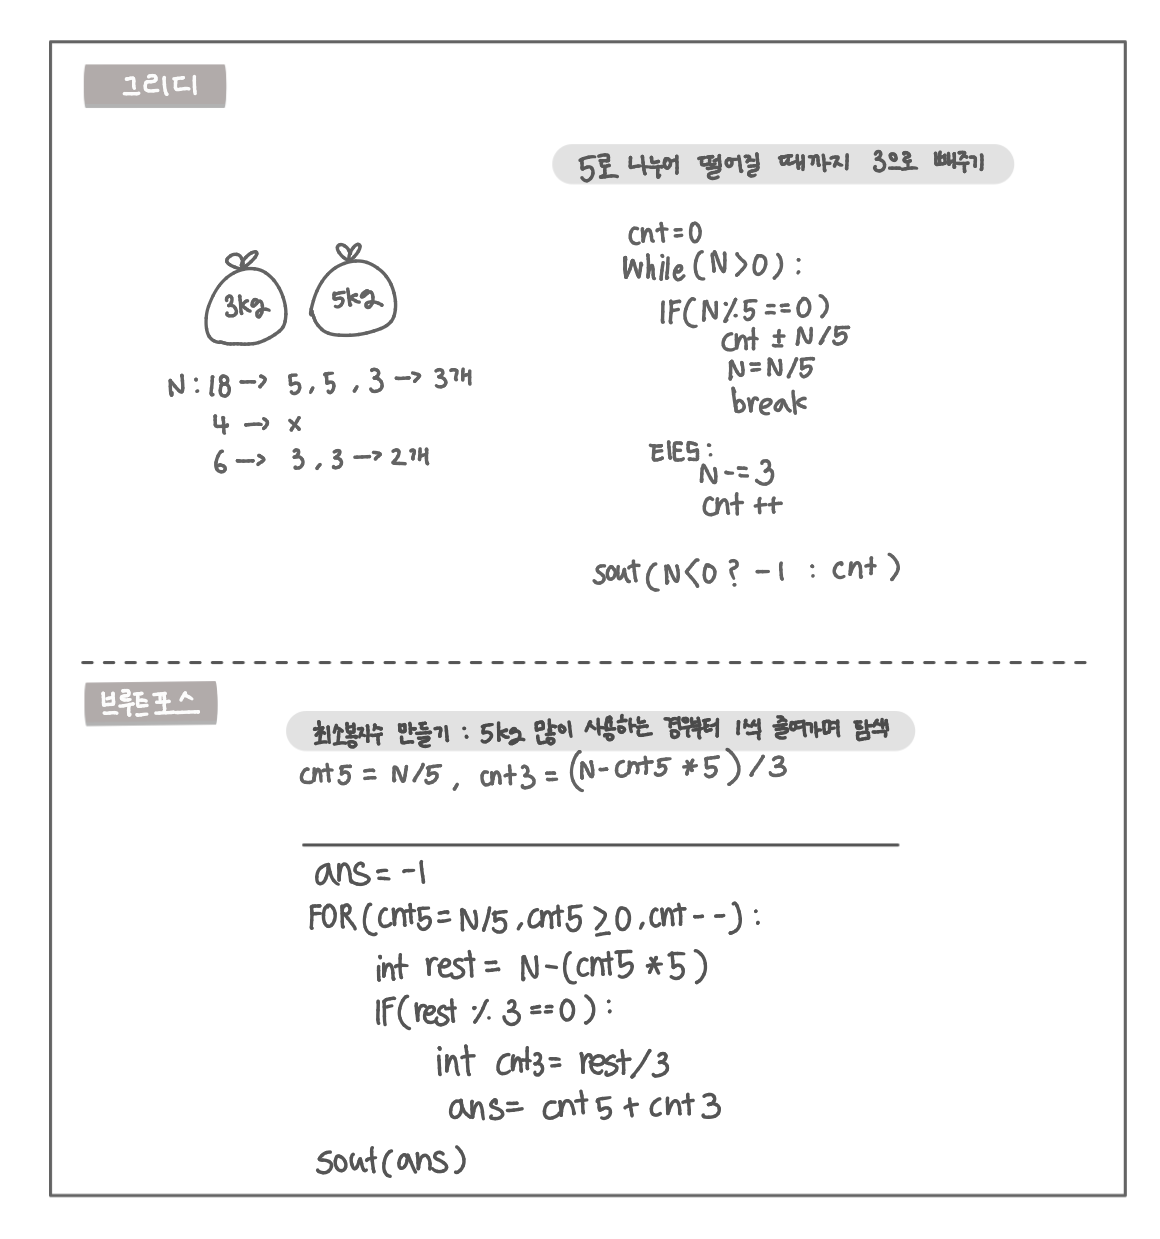 그리디
5로 나누어 떨어질 때까지 3으로 빼주기
3kg
5kg
N:18 → 5, 5, 3 → 3개
4 → x
6 → 3, 3 → 2개
cnt=0
While(N>0):
IF(N%5==0)
cnt ± N/5
N=N/5
break
EIES:
N-=3
cnt ++
sout(N<0 ? -1 : cnt)
브루트포스
최소봉지수 만들기 : 5kg 많이 사용하는 경우부터 1씩 줄여가며 탐색
cnt5 = N/5, cnt3 = (N-cnt5 *5)/3
ans= -1
FOR(cnt5=N/5, cnt5≥0, cnt--):
int rest = N-(cnt5 *5)
IF(rest % 3 ==0):
int cnt3= rest/3
ans= cnt5 + cnt3
sout(ans)